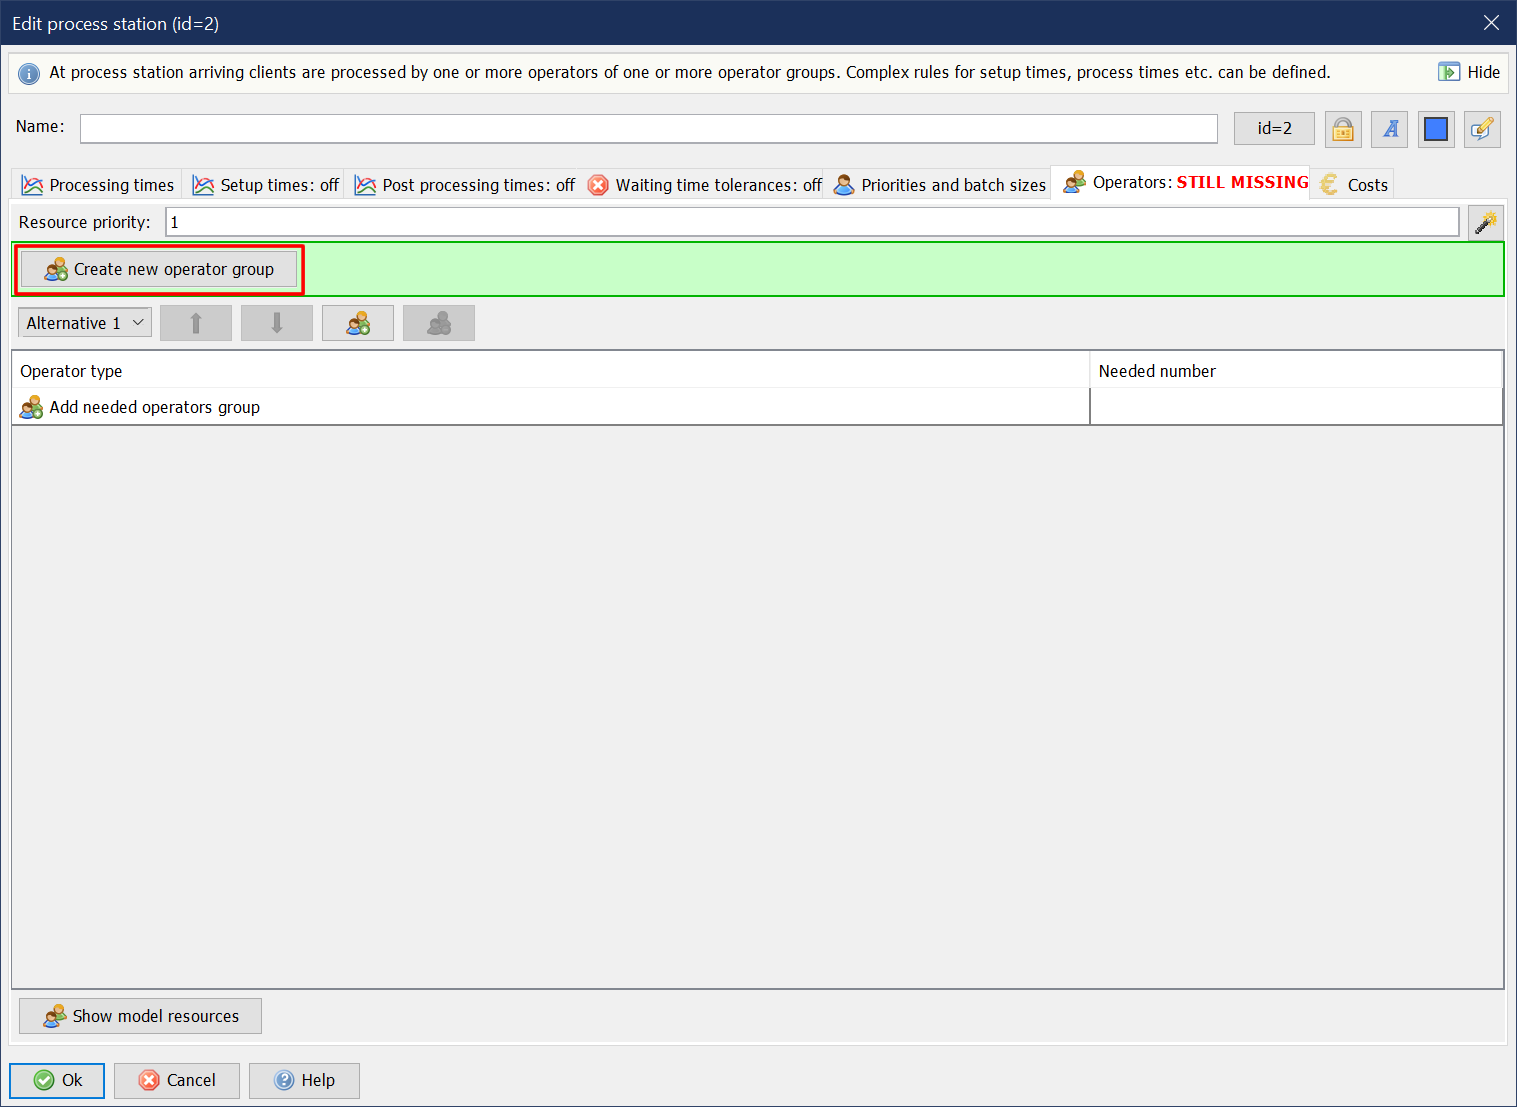 Edit process station (id=2)
At process station arriving clients are processed by one or more operators of one or more operator groups. Complex rules for setup times, process times etc. can be defined.
Hide
Name:
id=2
Processing times
Setup times: off
Post processing times: off
Waiting time tolerances: off
Priorities and batch sizes
Operators: STILL MISSING
Costs
Resource priority:
1
Create new operator group
Alternative 1
Operator type
Needed number
Add needed operators group
Show model resources
Ok
Cancel
Help